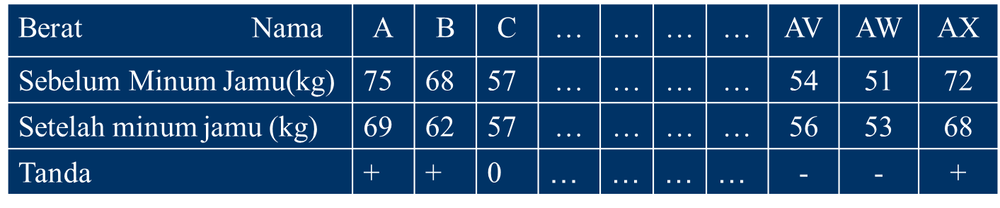 Berat Nama A B C … … … … AV AW AX
Sebelum Minum Jamu(kg) 75 68 57 … … … … 54 51 72
Setelah minum jamu (kg) 69 62 57 … … … … 56 53 68
Tanda + + 0 … … … … - - +